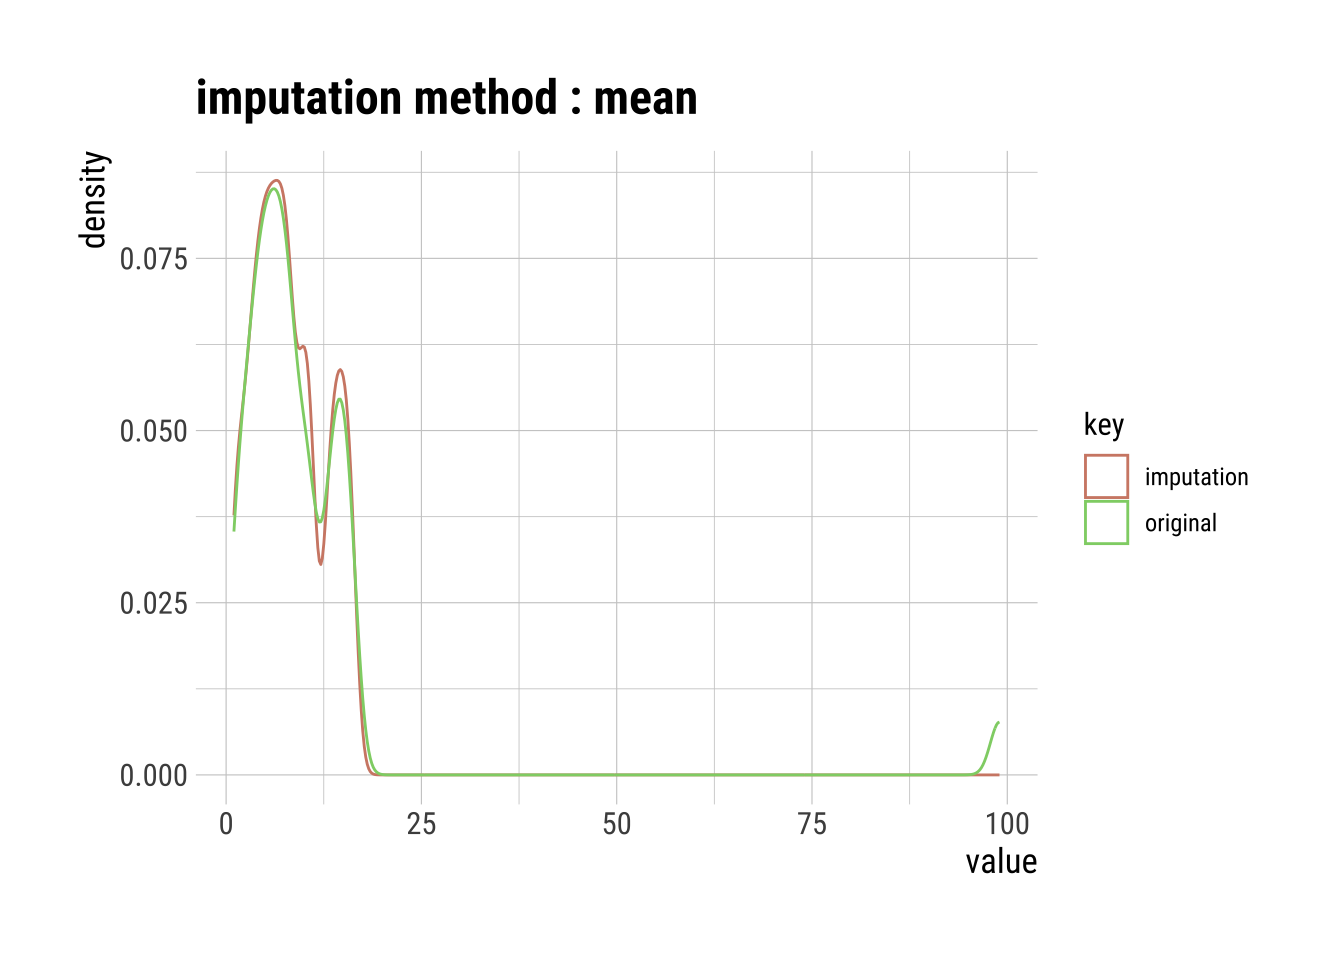 imputation method : mean
density
0.075
0.050
0.025
0.000
0 25 50 75 100
value
key
imputation
original